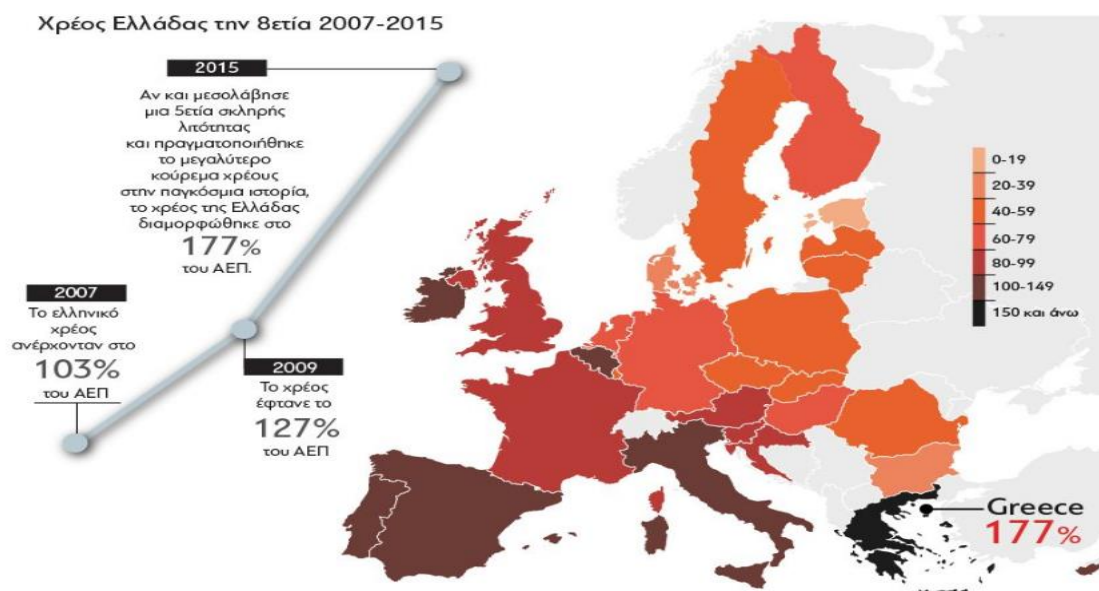 Χρέος Ελλάδας την 8ετία 2007-2015
2015
Αν και μεσολάβησε
μια 5ετία σκληρής
λιτότητας
και πραγματοποιήθηκε
το μεγαλύτερο
κούρεμα χρέους
στην παγκόσμια ιστορία,
το χρέος της Ελλάδας
διαμορφώθηκε στο
177%
του ΑΕΠ.
2007
Το ελληνικό
χρέος
ανέρχονταν στο
103%
του ΑΕΠ
2009
Το χρέος
έφτανε το
127%
του ΑΕΠ
0-19
20-39
40-59
60-79
80-99
100-149
150 και άνω
Greece
177%